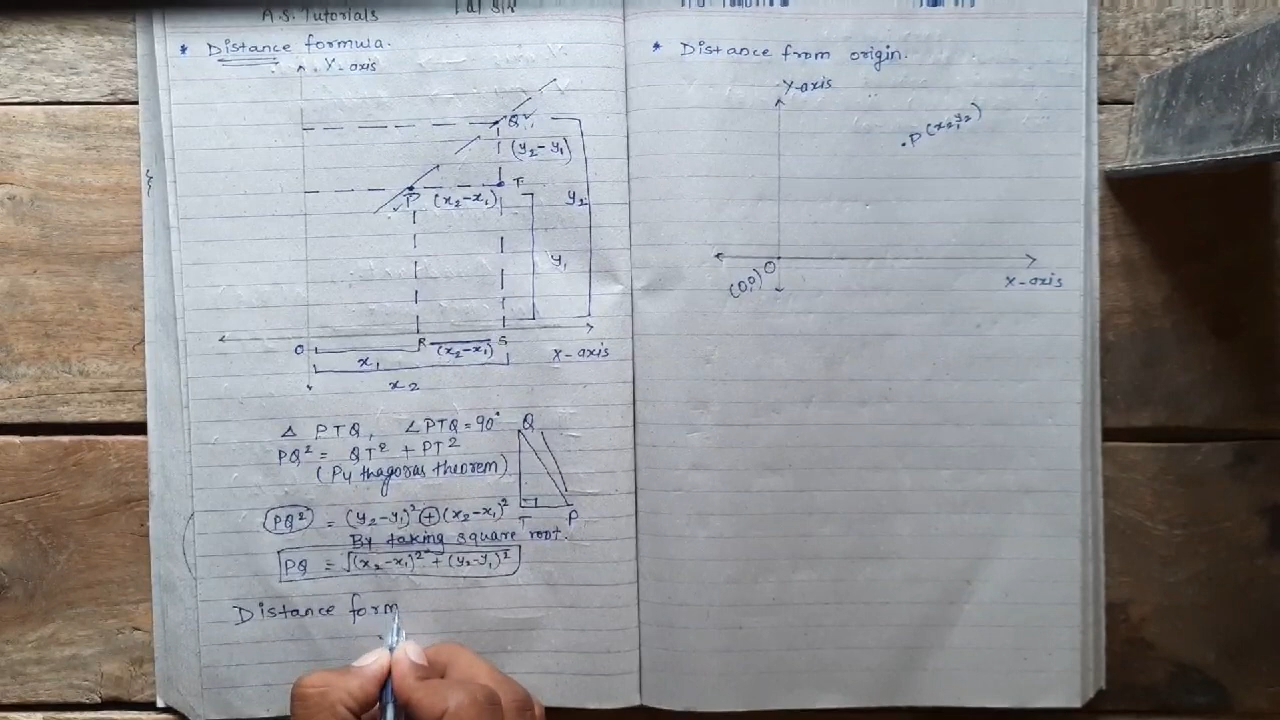 A.S. Tutorials
* Distance formula.
Y-axis
Q
(y₂-y₁)
T
P
(x₂-x₁)
y₂
y₁
O
R
(x₂-x₁)
S
X-axis
x₁
x₂
△ PTQ, ∠PTQ = 90°
PQ² = QT² + PT²
(Pythagoras theorem)
Q
T
P
PQ² = (y₂-y₁)² + (x₂-x₁)²
By taking square root.
PQ = √(x₂-x₁)² + (y₂-y₁)²
Distance form
* Distance from origin.
Y-axis
.P(x₂,y₂)
O
(0,0)
X-axis